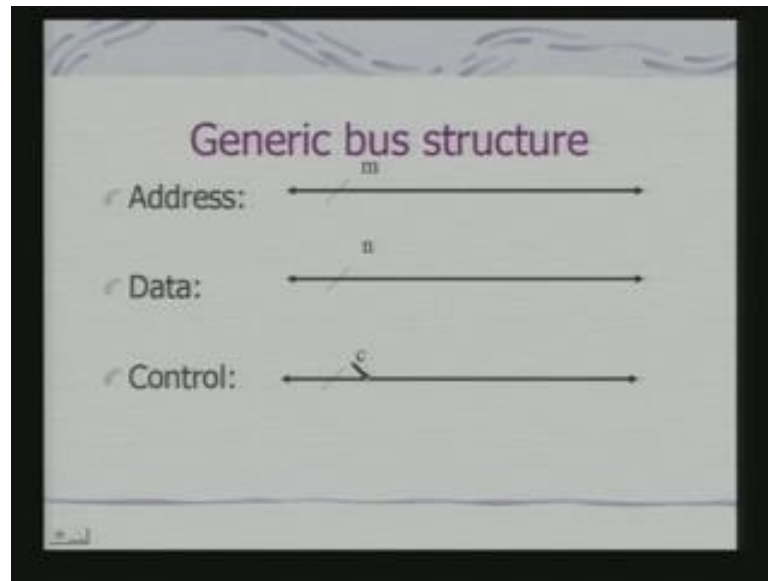 Generic bus structure
m
Address:
n
Data:
c
Control: